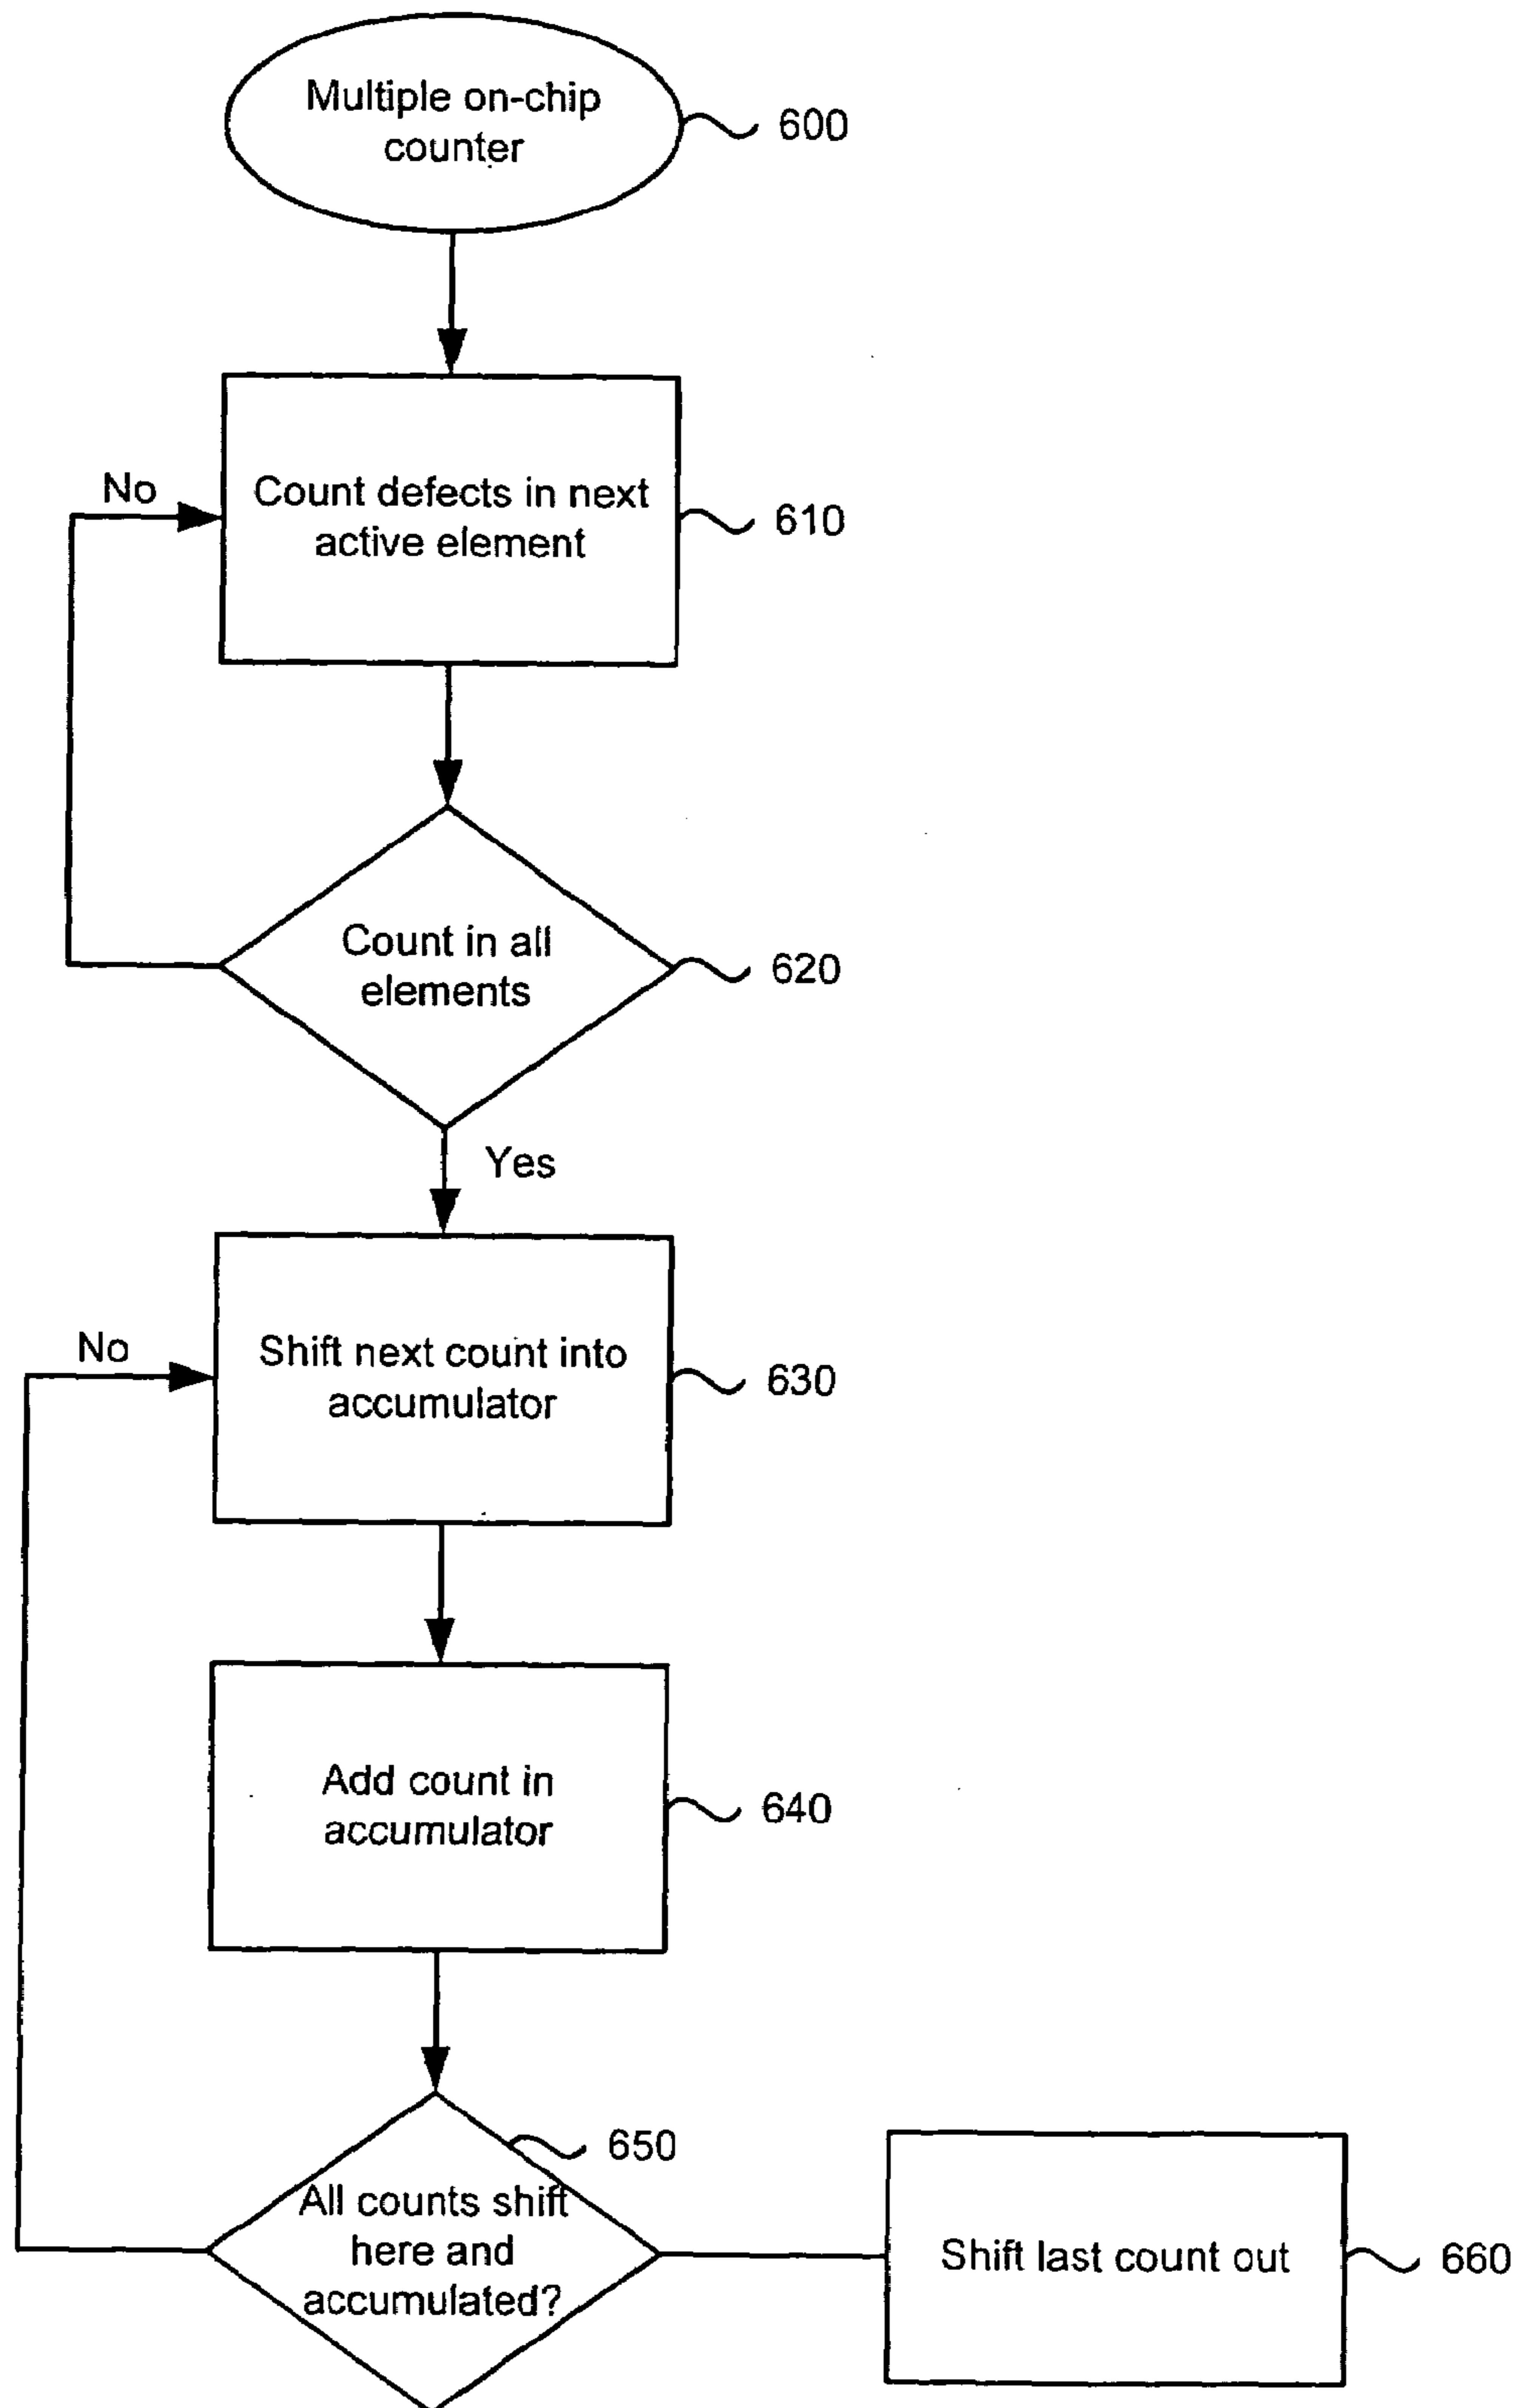 Multiple on-chip
counter
600
No
Count defects in next
active element
610
Count in all
elements
620
Yes
No
Shift next count into
accumulator
630
Add count in
accumulator
640
650
All counts shift
here and
accumulated?
Shift last count out
660